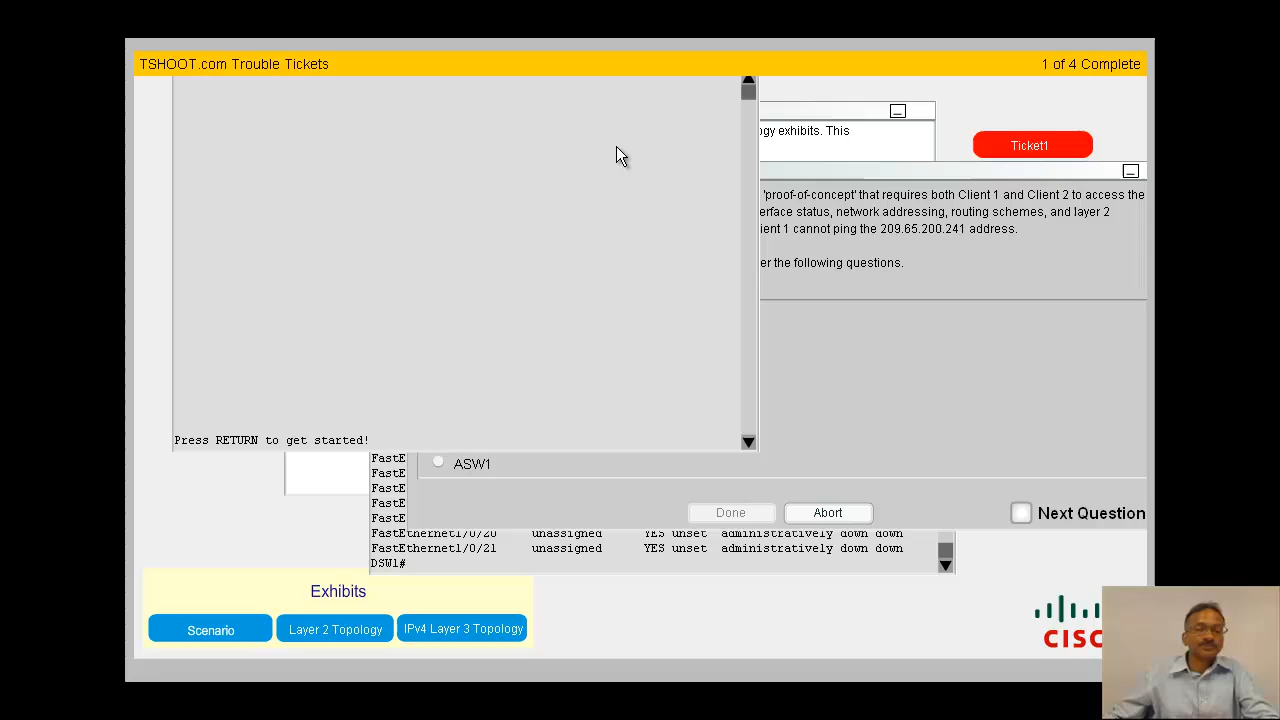 TSHOOT.com Trouble Tickets
1 of 4 Complete
ogy exhibits. This
Ticket1
'proof-of-concept' that requires both Client 1 and Client 2 to access the
erface status, network addressing, routing schemes, and layer 2
ient 1 cannot ping the 209.65.200.241 address.
er the following questions.
Press RETURN to get started!
FastE
FastE
FastE
FastE
FastE
ASW1
Done
Abort
Next Question
FastEthernet1/0/20 unassigned YES unset administratively down down
FastEthernet1/0/21 unassigned YES unset administratively down down
DSW1#
Exhibits
Scenario
Layer 2 Topology
IPv4 Layer 3 Topology
CISC